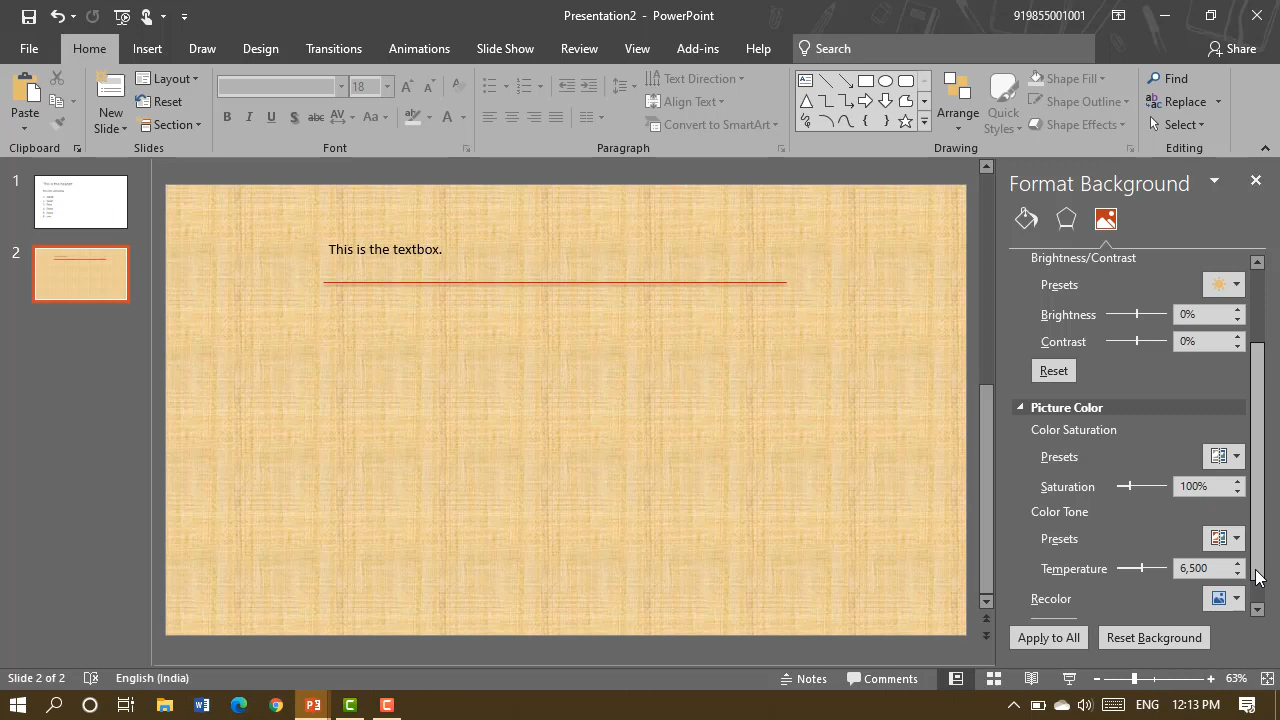 Presentation2 - PowerPoint
919855001001
File Home Insert Draw Design Transitions Animations Slide Show Review View Add-ins Help Search Share
Paste
Clipboard
New
Slide
Layout
Reset
Section
Slides
18
B I U S abc AV Aa A
Font
Text Direction
Align Text
Convert to SmartArt
Paragraph
Arrange
Quick
Styles
Shape Fill
Shape Outline
Shape Effects
Drawing
Find
Replace
Select
Editing
1
2
This is the textbox.
Format Background
Brightness/Contrast
Presets
Brightness 0%
Contrast 0%
Reset
Picture Color
Color Saturation
Presets
Saturation 100%
Color Tone
Presets
Temperature 6,500
Recolor
Apply to All Reset Background
Slide 2 of 2 English (India) Notes Comments 63%
ENG 12:13 PM